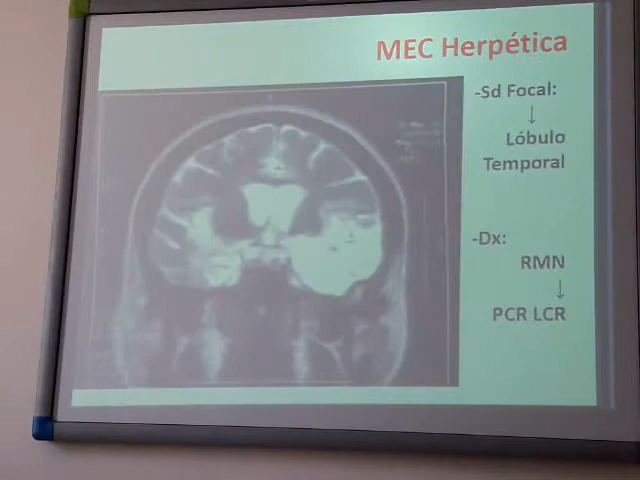 MEC Herpética
-Sd Focal:
↓
Lóbulo
Temporal
-Dx:
RMN
↓
PCR LCR